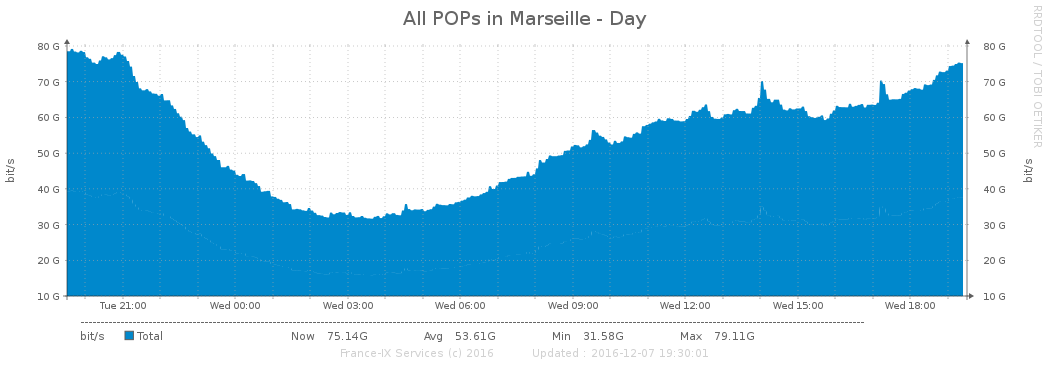 All POPs in Marseille - Day
RRDTOOL / TOBI OETIKER
80 G 80 G
70 G 70 G
60 G 60 G
50 G 50 G
40 G 40 G
30 G 30 G
20 G 20 G
10 G 10 G
bit/s bit/s
Tue 21:00 Wed 00:00 Wed 03:00 Wed 06:00 Wed 09:00 Wed 12:00 Wed 15:00 Wed 18:00
bit/s Total Now 75.14G Avg 53.61G Min 31.58G Max 79.11G
France-IX Services (c) 2016 Updated : 2016-12-07 19:30:01